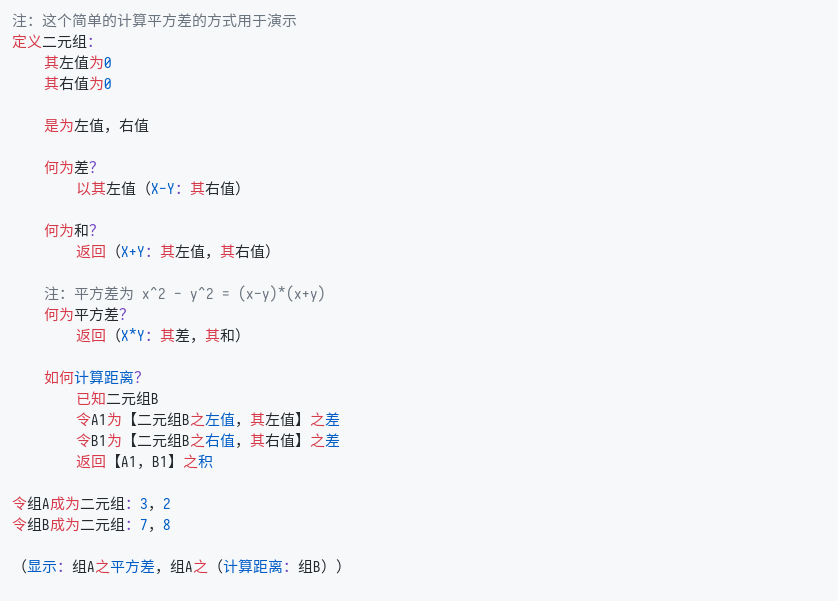 注：这个简单的计算平方差的方式用于演示
定义二元组：
    其左值为0
    其右值为0

    是为左值，右值

    何为差？
        以其左值（X-Y：其右值）

    何为和？
        返回（X+Y：其左值，其右值）

    注：平方差为 x^2 - y^2 = (x-y)*(x+y)
    何为平方差？
        返回（X*Y：其差，其和）

    如何计算距离？
        已知二元组B
        令A1为【二元组B之左值，其左值】之差
        令B1为【二元组B之右值，其右值】之差
        返回【A1，B1】之积

令组A成为二元组：3，2
令组B成为二元组：7，8

（显示：组A之平方差，组A之（计算距离：组B））